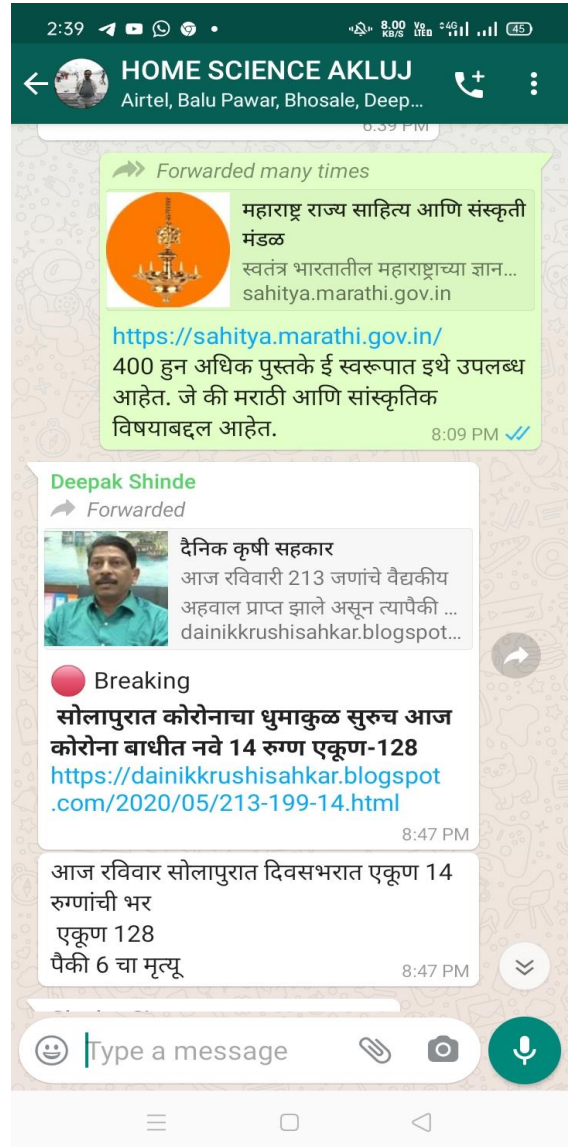 2:39
8.00 KB/S
4G
45
HOME SCIENCE AKLUJ
Airtel, Balu Pawar, Bhosale, Deep...
6:39 PM
Forwarded many times
महाराष्ट्र राज्य साहित्य आणि संस्कृती
मंडळ
स्वतंत्र भारतातील महाराष्ट्राच्या ज्ञान...
sahitya.marathi.gov.in
https://sahitya.marathi.gov.in/
400 हुन अधिक पुस्तके ई स्वरूपात इथे उपलब्ध
आहेत. जे की मराठी आणि सांस्कृतिक
विषयाबद्दल आहेत.
8:09 PM
Deepak Shinde
Forwarded
दैनिक कृषी सहकार
आज रविवारी 213 जणांचे वैद्यकीय
अहवाल प्राप्त झाले असून त्यापैकी ...
dainikkrushisahkar.blogspot...
Breaking
सोलापुरात कोरोनाचा धुमाकुळ सुरुच आज
कोरोना बाधीत नवे 14 रुग्ण एकूण-128
https://dainikkrushisahkar.blogspot
.com/2020/05/213-199-14.html
8:47 PM
आज रविवार सोलापुरात दिवसभरात एकूण 14
रुग्णांची भर
एकूण 128
पैकी 6 चा मृत्यू
8:47 PM
Type a message